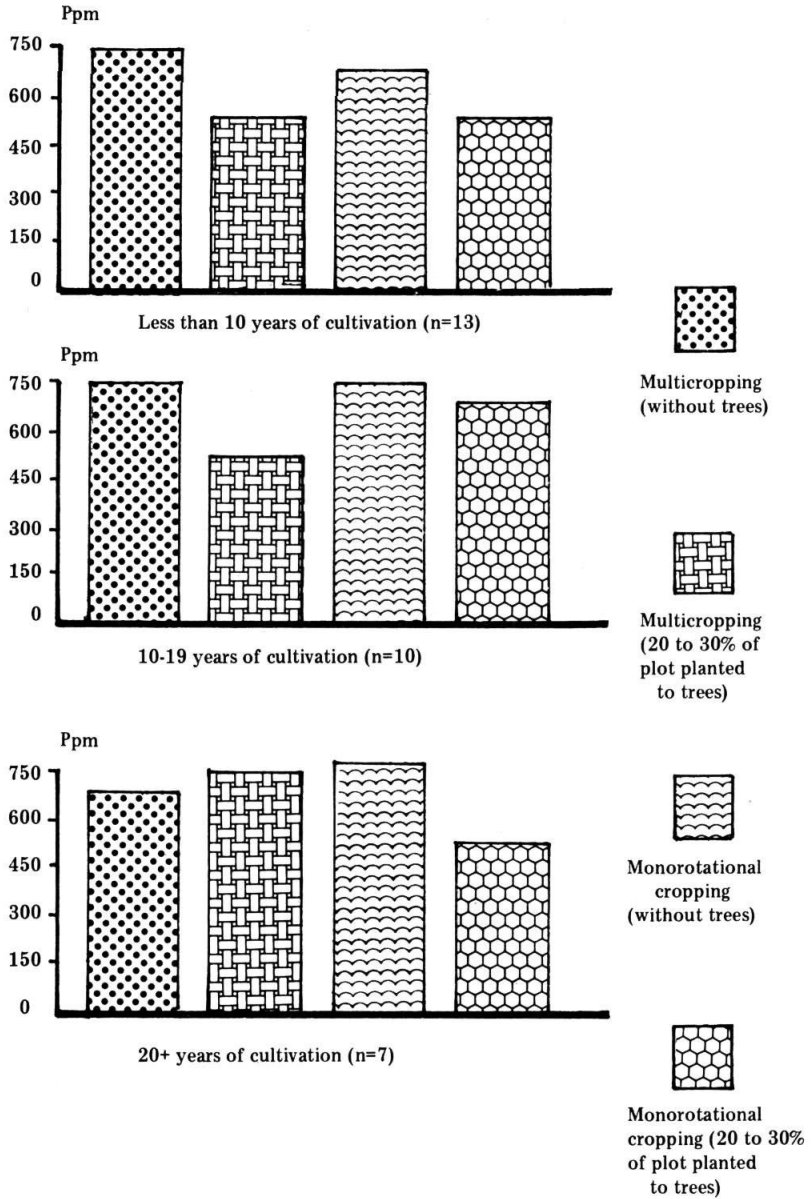 Ppm
750
600
450
300
150
0
Less than 10 years of cultivation (n=13)
Ppm
750
600
450
300
150
0
10-19 years of cultivation (n=10)
Ppm
750
600
450
300
150
0
20+ years of cultivation (n=7)
Multicropping
(without trees)
Multicropping
(20 to 30% of
plot planted
to trees)
Monorotational
cropping
(without trees)
Monorotational
cropping (20 to 30%
of plot planted
to trees)